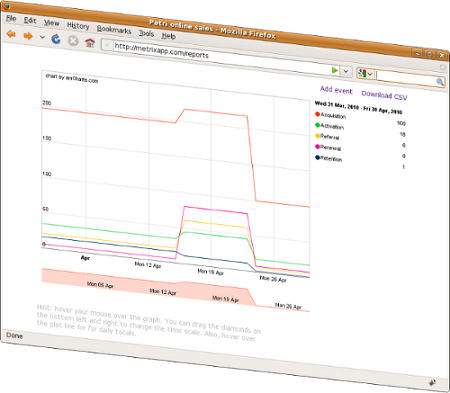 Petri online sales - Mozilla Firefox
File Edit View History Bookmarks Tools Help
http://metrixapp.com/reports
Add event Download CSV
chart by amCharts.com
Wed 31 Mar, 2010 - Fri 30 Apr, 2010
Acquisition 100
Activation 15
Referral 6
Revenue
Retention 1
200
150
100
50
0
Apr Mon 12 Apr Mon 19 Apr Mon 26 Apr
Mon 05 Apr Mon 12 Apr Mon 19 Apr Mon 26 Apr
Hint: hover your mouse over the graph. You can drag the diamonds on
the bottom left and right to change the time scale. Also, hover over
the plot line for for daily totals.
Done